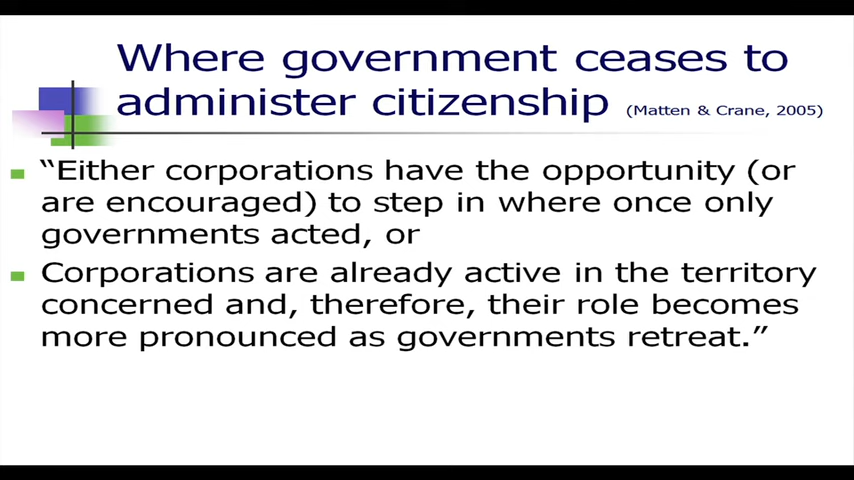 Where government ceases to
administer citizenship (Matten & Crane, 2005)
“Either corporations have the opportunity (or
are encouraged) to step in where once only
governments acted, or
Corporations are already active in the territory
concerned and, therefore, their role becomes
more pronounced as governments retreat.”